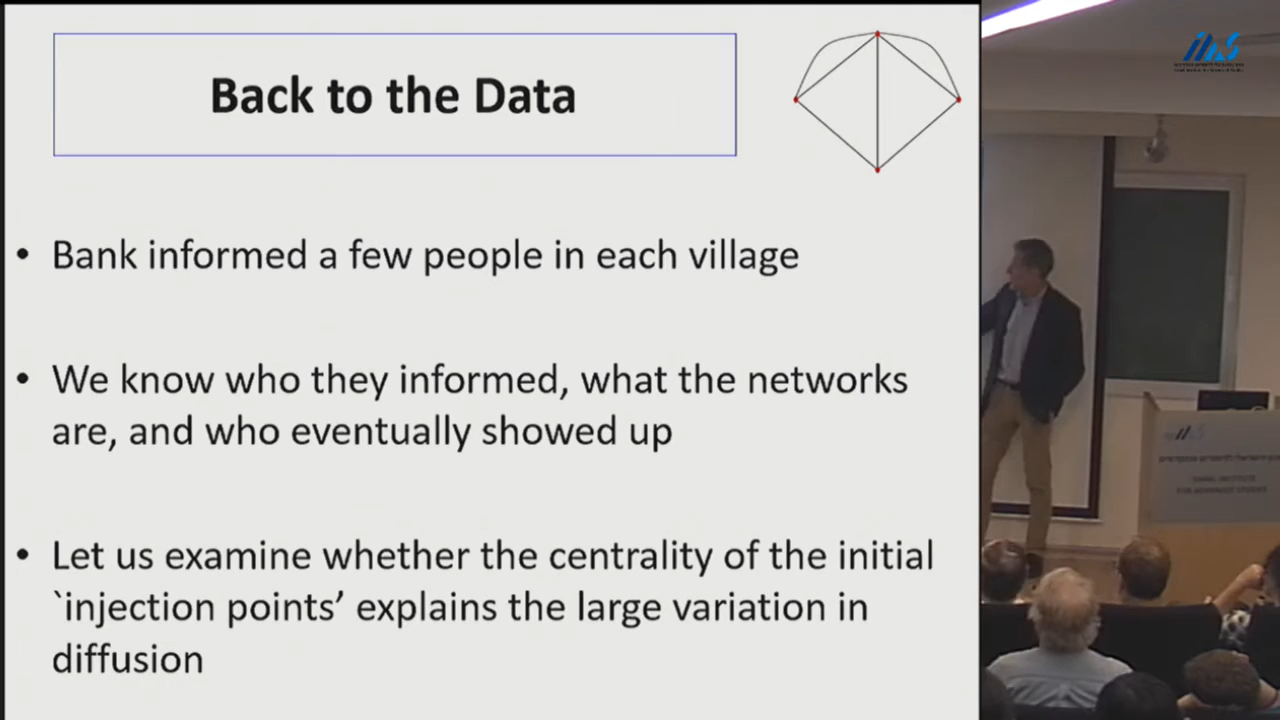 Back to the Data
• Bank informed a few people in each village
• We know who they informed, what the networks
are, and who eventually showed up
• Let us examine whether the centrality of the initial
`injection points’ explains the large variation in
diffusion